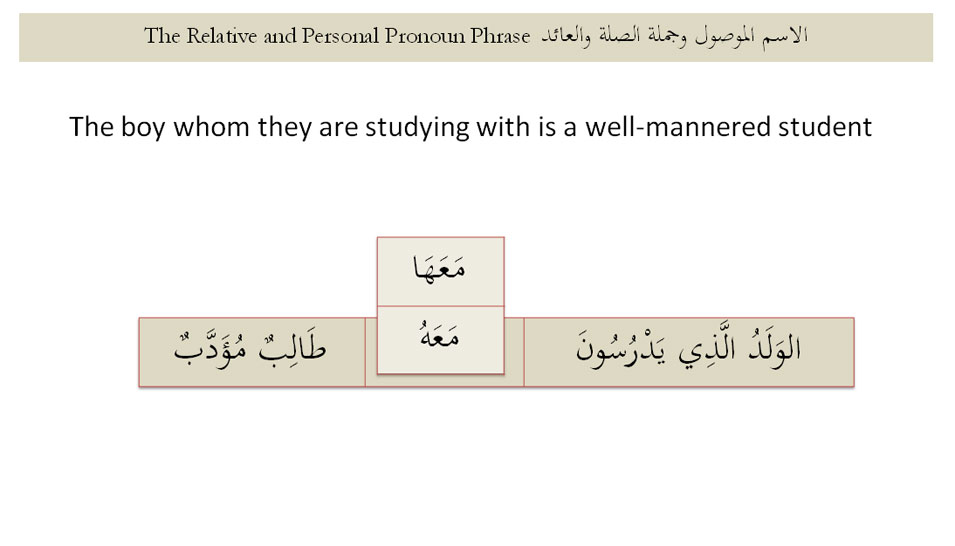 The Relative and Personal Pronoun Phrase الاسم الموصول وجملة الصلة والعائد
The boy whom they are studying with is a well-mannered student
مَعَهَا
الوَلَدُ الَّذِي يَدْرُسُونَ مَعَهُ طَالِبٌ مُؤَدَّبٌ